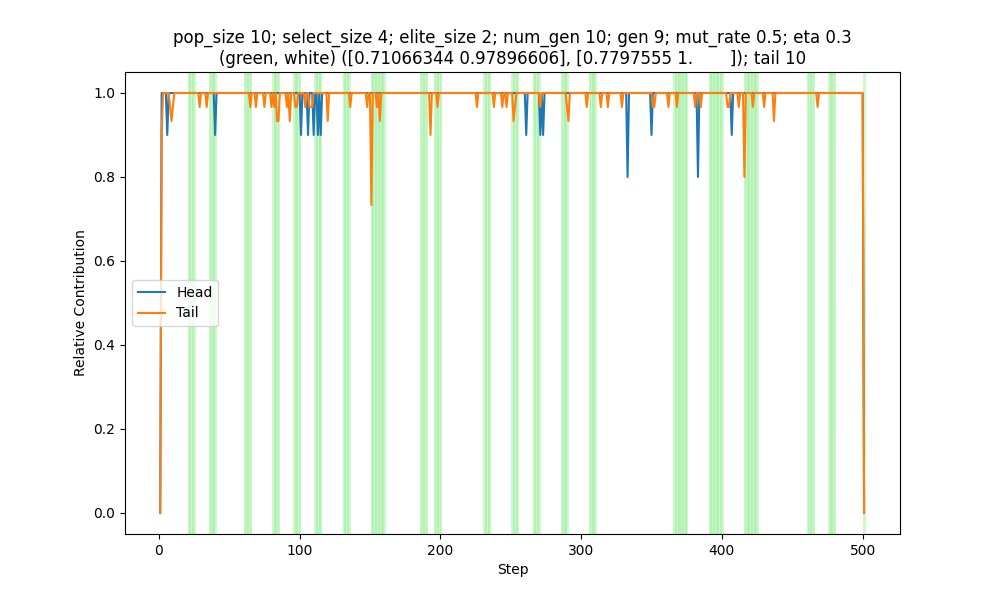 pop_size 10; select_size 4; elite_size 2; num_gen 10; gen 9; mut_rate 0.5; eta 0.3
(green, white) ([0.71066344 0.97896606], [0.7797555 1.        ]); tail 10
1.0
0.8
0.6
0.4
0.2
0.0
Relative Contribution
Head
Tail
0
100
200
300
400
500
Step